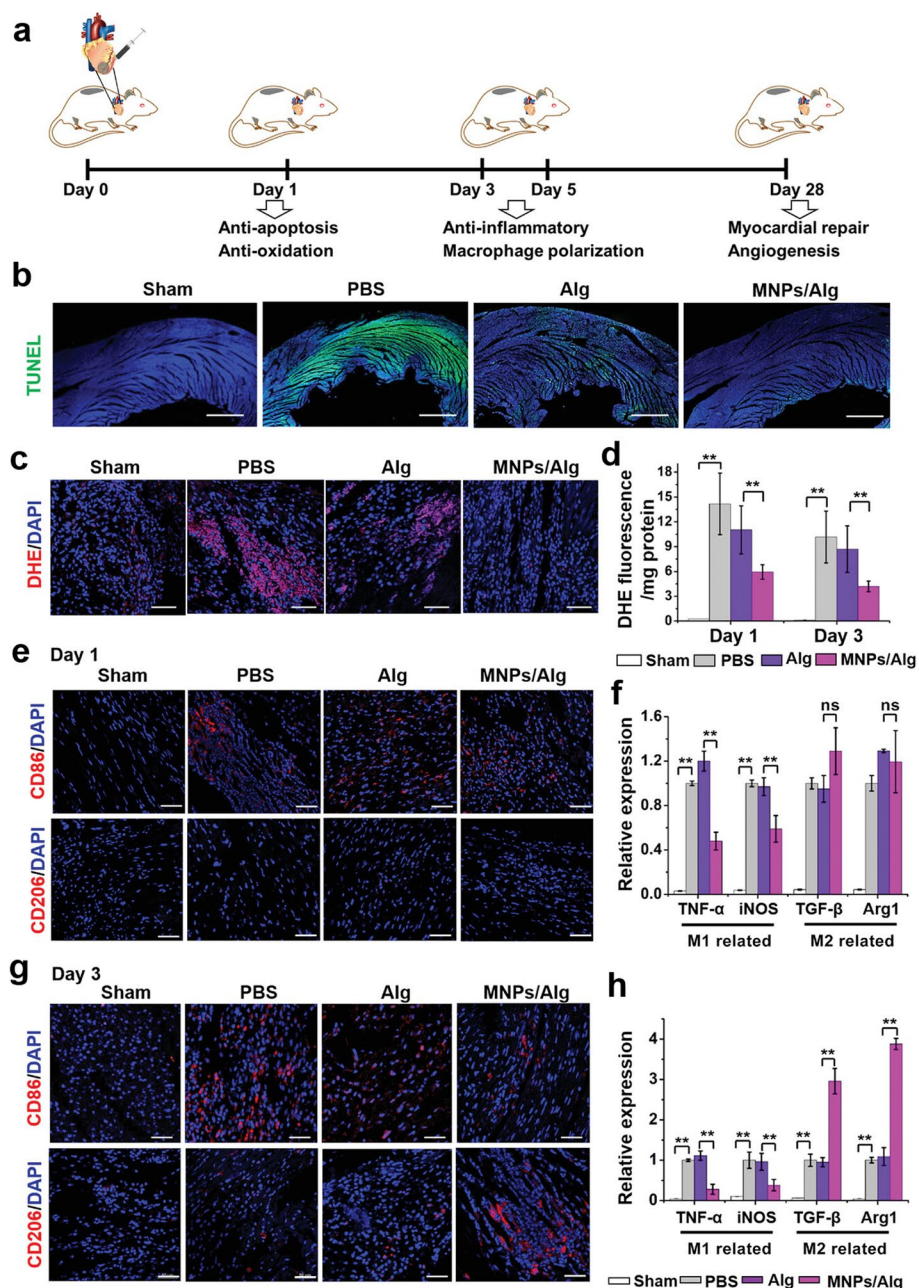 a
Day 0
Day 1
Day 3
Day 5
Day 28
Anti-apoptosis
Anti-oxidation
Anti-inflammatory
Macrophage polarization
Myocardial repair
Angiogenesis
b
Sham
PBS
Alg
MNPs/Alg
TUNEL
c
Sham
PBS
Alg
MNPs/Alg
DHE/DAPI
d
DHE fluorescence
/mg protein
18
15
12
9
6
3
0
**
**
**
**
Day 1
Day 3
Sham
PBS
Alg
MNPs/Alg
e
Day 1
Sham
PBS
Alg
MNPs/Alg
CD86/DAPI
CD206/DAPI
f
Relative expression
1.6
1.2
0.8
0.4
0.0
**
**
**
**
ns
ns
TNF-α
iNOS
TGF-β
Arg1
M1 related
M2 related
g
Day 3
Sham
PBS
Alg
MNPs/Alg
CD86/DAPI
CD206/DAPI
h
Relative expression
4
3
2
1
0
**
**
**
**
**
**
**
**
TNF-α
iNOS
TGF-β
Arg1
M1 related
M2 related
Sham
PBS
Alg
MNPs/Alg